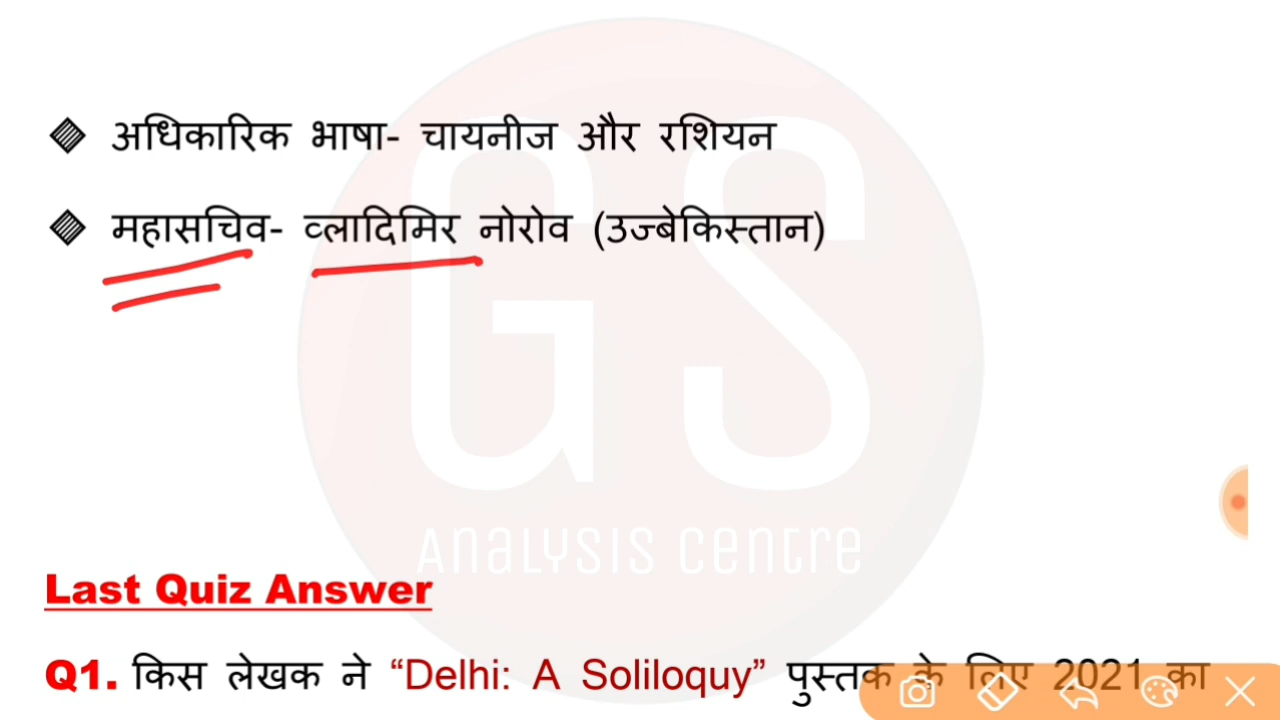 अधिकारिक भाषा- चायनीज और रशियन
महासचिव- व्लादिमिर नोरोव (उज्बेकिस्तान)
GS
Analysis Centre
Last Quiz Answer
Q1. किस लेखक ने “Delhi: A Soliloquy” पुस्तक के लिए 2021 का